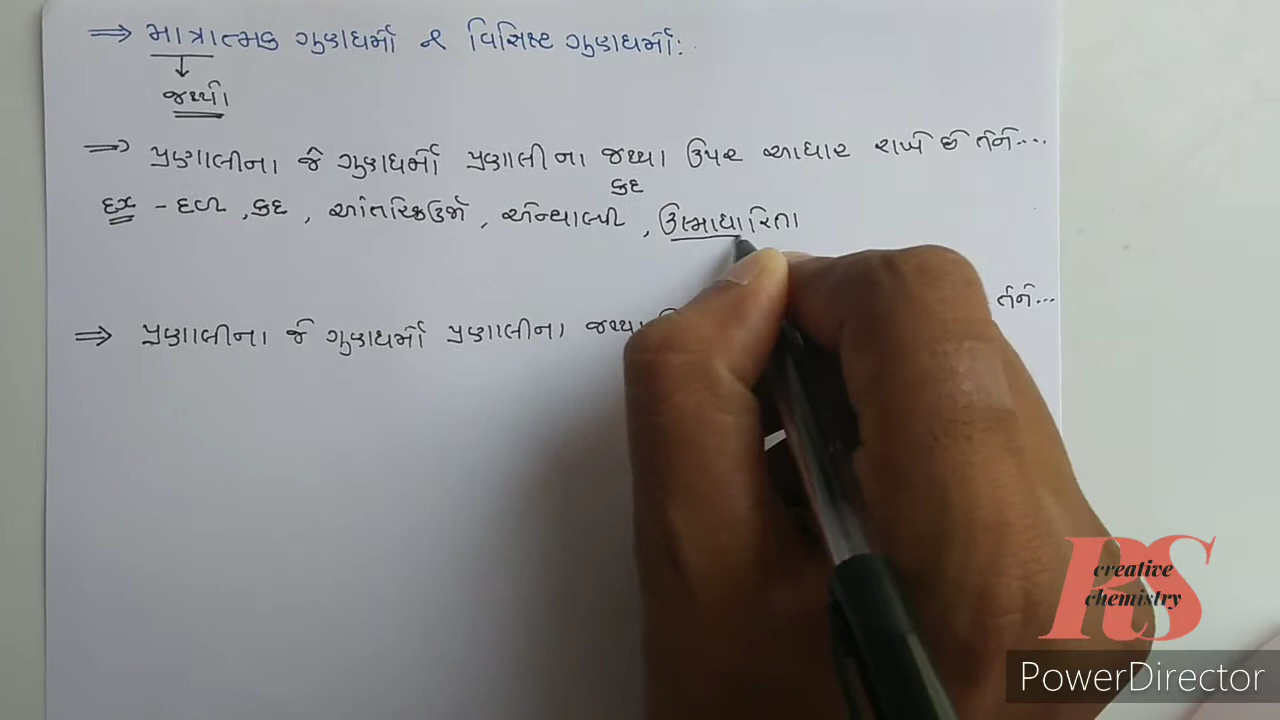 ⇒ માત્રાત્મક ગુણધર્મો અને વિશિષ્ટ ગુણધર્મો:
↓
જથ્થો
⇒ પ્રણાલીના જે ગુણધર્મો પ્રણાલીના જથ્થા ઉપર આધાર રાખે છે તેને....
કદ
દા.ત - દળ, કદ, આંતરિકઉર્જા, એન્થાલ્પી, ઉષ્માધારિતા
⇒ પ્રણાલીના જે ગુણધર્મો પ્રણાલીના જથ્થા તેને...
RS
creative
chemistry
PowerDirector